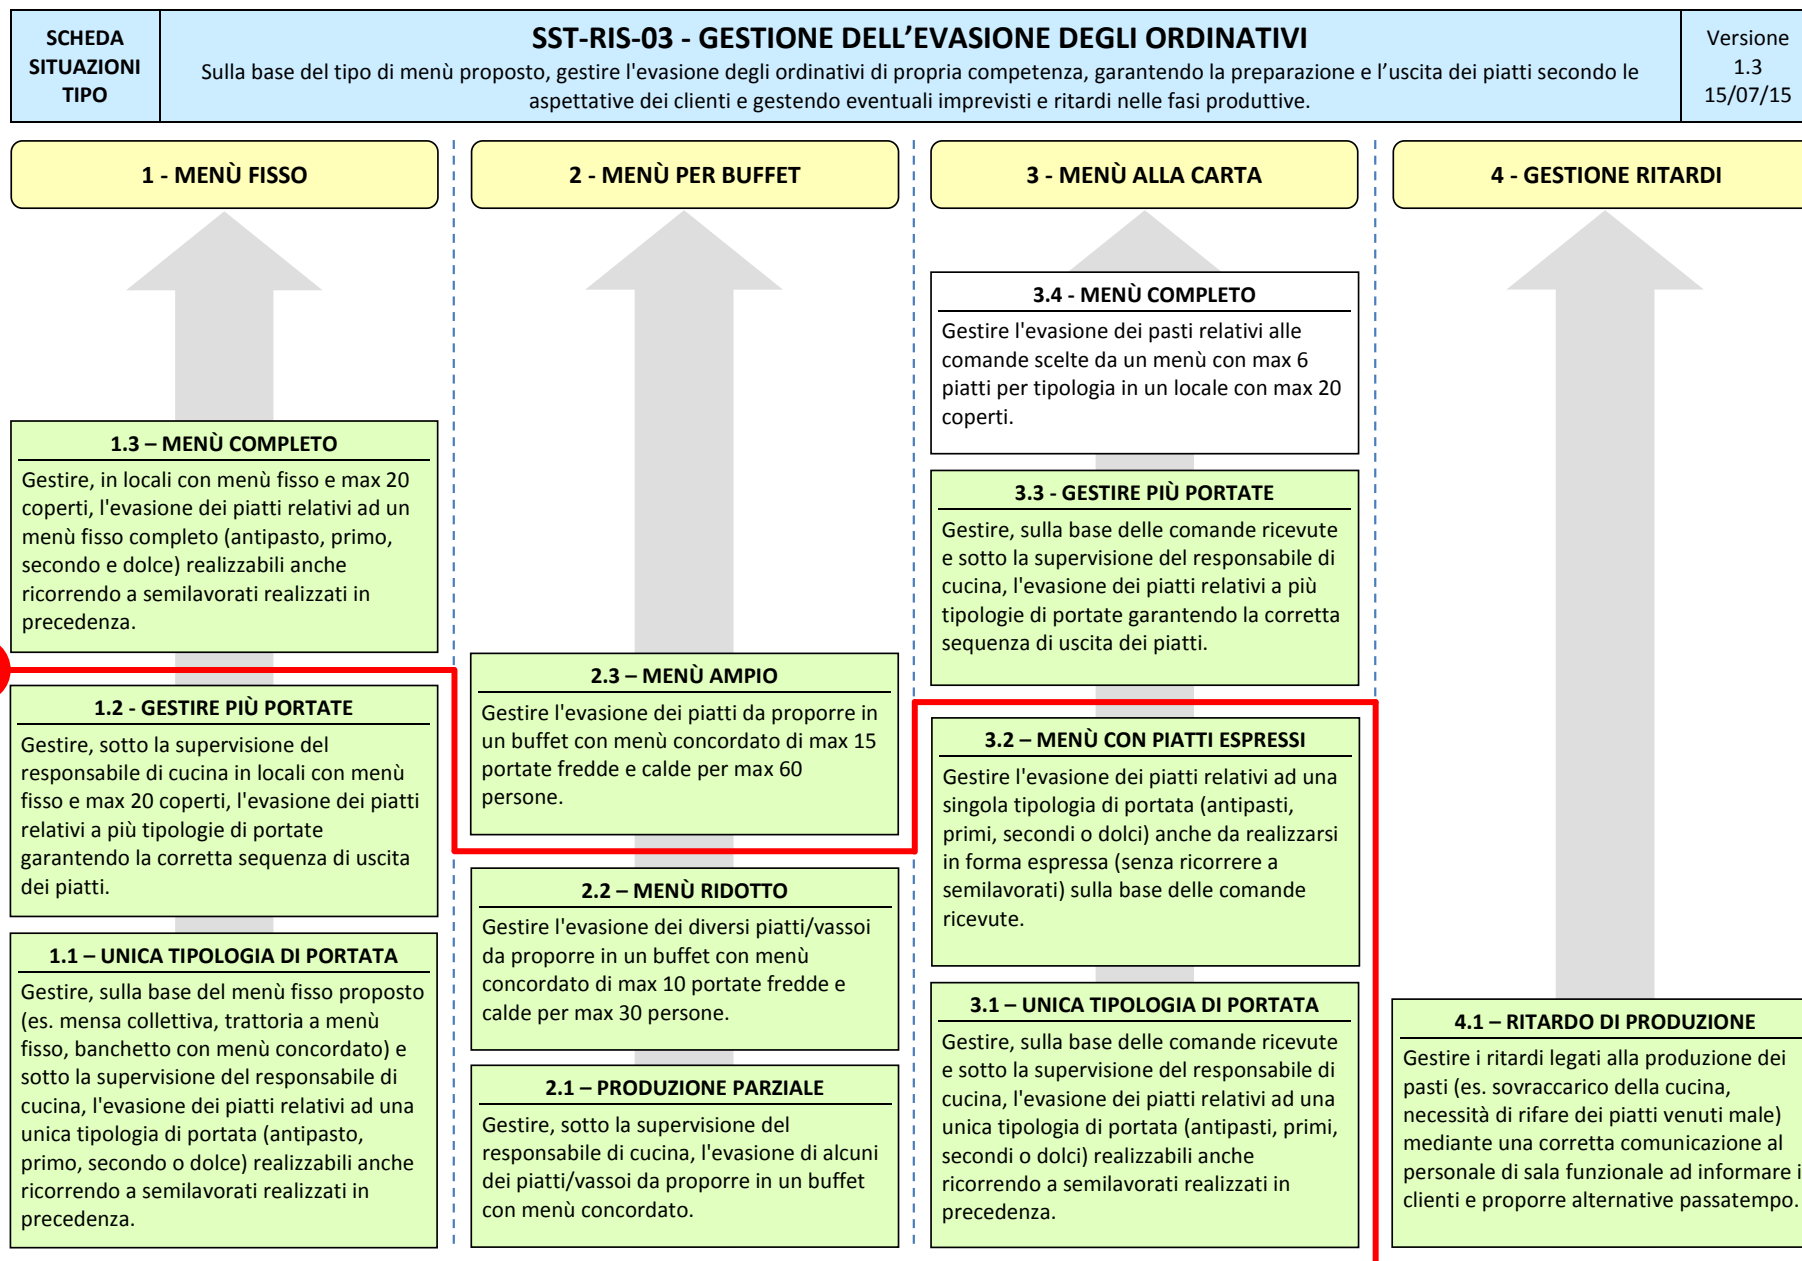 SCHEDA
SITUAZIONI
TIPO
SST-RIS-03 - GESTIONE DELL’EVASIONE DEGLI ORDINATIVI
Sulla base del tipo di menù proposto, gestire l'evasione degli ordinativi di propria competenza, garantendo la preparazione e l’uscita dei piatti secondo le
aspettative dei clienti e gestendo eventuali imprevisti e ritardi nelle fasi produttive.
Versione
1.3
15/07/15
1 - MENÙ FISSO
1.3 – MENÙ COMPLETO
Gestire, in locali con menù fisso e max 20
coperti, l'evasione dei piatti relativi ad un
menù fisso completo (antipasto, primo,
secondo e dolce) realizzabili anche
ricorrendo a semilavorati realizzati in
precedenza.
1.2 - GESTIRE PIÙ PORTATE
Gestire, sotto la supervisione del
responsabile di cucina in locali con menù
fisso e max 20 coperti, l'evasione dei piatti
relativi a più tipologie di portate
garantendo la corretta sequenza di uscita
dei piatti.
1.1 – UNICA TIPOLOGIA DI PORTATA
Gestire, sulla base del menù fisso proposto
(es. mensa collettiva, trattoria a menù
fisso, banchetto con menù concordato) e
sotto la supervisione del responsabile di
cucina, l'evasione dei piatti relativi ad una
unica tipologia di portata (antipasto,
primo, secondo o dolce) realizzabili anche
ricorrendo a semilavorati realizzati in
precedenza.
2 - MENÙ PER BUFFET
2.3 – MENÙ AMPIO
Gestire l'evasione dei piatti da proporre in
un buffet con menù concordato di max 15
portate fredde e calde per max 60
persone.
2.2 – MENÙ RIDOTTO
Gestire l'evasione dei diversi piatti/vassoi
da proporre in un buffet con menù
concordato di max 10 portate fredde e
calde per max 30 persone.
2.1 – PRODUZIONE PARZIALE
Gestire, sotto la supervisione del
responsabile di cucina, l'evasione di alcuni
dei piatti/vassoi da proporre in un buffet
con menù concordato.
3 - MENÙ ALLA CARTA
3.4 - MENÙ COMPLETO
Gestire l'evasione dei pasti relativi alle
comande scelte da un menù con max 6
piatti per tipologia in un locale con max 20
coperti.
3.3 - GESTIRE PIÙ PORTATE
Gestire, sulla base delle comande ricevute
e sotto la supervisione del responsabile di
cucina, l'evasione dei piatti relativi a più
tipologie di portate garantendo la corretta
sequenza di uscita dei piatti.
3.2 – MENÙ CON PIATTI ESPRESSI
Gestire l'evasione dei piatti relativi ad una
singola tipologia di portata (antipasti,
primi, secondi o dolci) anche da realizzarsi
in forma espressa (senza ricorrere a
semilavorati) sulla base delle comande
ricevute.
3.1 – UNICA TIPOLOGIA DI PORTATA
Gestire, sulla base delle comande ricevute
e sotto la supervisione del responsabile di
cucina, l'evasione dei piatti relativi ad una
unica tipologia di portata (antipasti, primi,
secondi o dolci) realizzabili anche
ricorrendo a semilavorati realizzati in
precedenza.
4 - GESTIONE RITARDI
4.1 – RITARDO DI PRODUZIONE
Gestire i ritardi legati alla produzione dei
pasti (es. sovraccarico della cucina,
necessità di rifare dei piatti venuti male)
mediante una corretta comunicazione al
personale di sala funzionale ad informare i
clienti e proporre alternative passatempo.